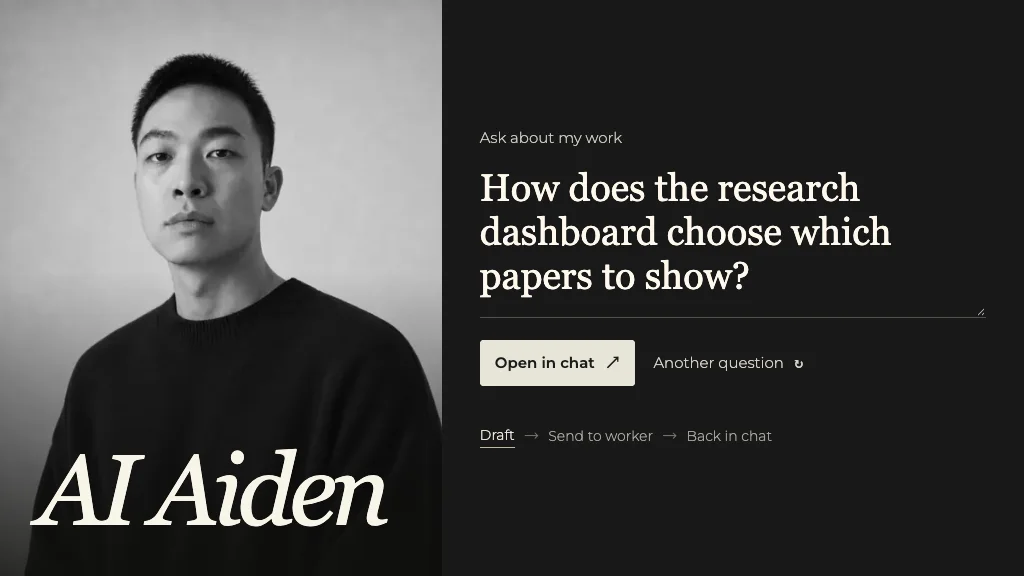 Ask about my work
How does the research
dashboard choose which
papers to show?
Open in chat ↗
Another question ↻
Draft → Send to worker → Back in chat
AI Aiden